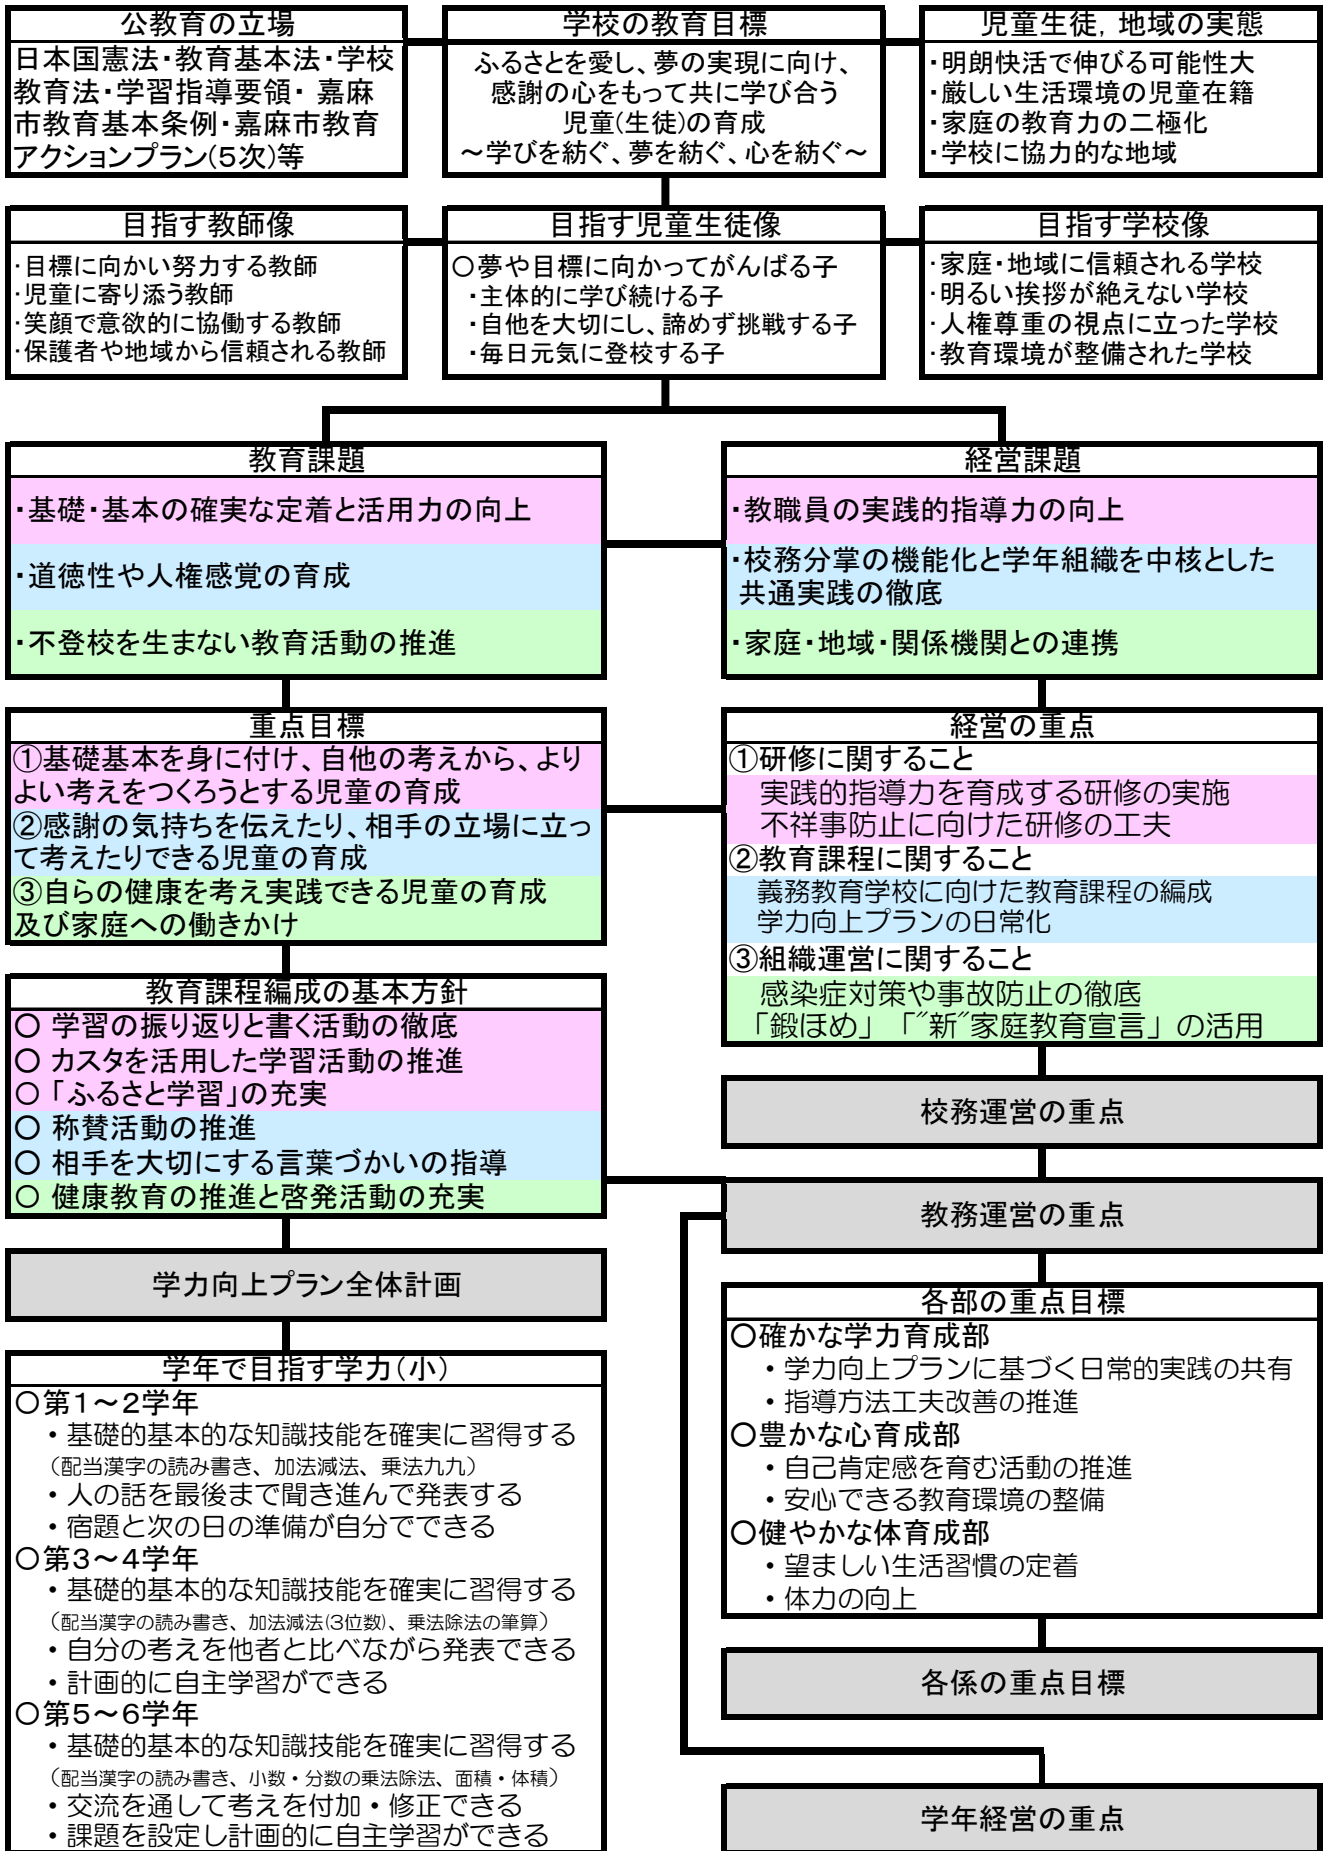 公教育の立場
日本国憲法・教育基本法・学校
教育法・学習指導要領・ 嘉麻
市教育基本条例・嘉麻市教育
アクションプラン(５次)等
学校の教育目標
ふるさとを愛し、夢の実現に向け、
感謝の心をもって共に学び合う
児童(生徒)の育成
～学びを紡ぐ、夢を紡ぐ、心を紡ぐ～
児童生徒，地域の実態
・明朗快活で伸びる可能性大
・厳しい生活環境の児童在籍
・家庭の教育力の二極化
・学校に協力的な地域
目指す教師像
・目標に向かい努力する教師
・児童に寄り添う教師
・笑顔で意欲的に協働する教師
・保護者や地域から信頼される教師
目指す児童生徒像
○夢や目標に向かってがんばる子
・主体的に学び続ける子
・自他を大切にし、諦めず挑戦する子
・毎日元気に登校する子
目指す学校像
・家庭・地域に信頼される学校
・明るい挨拶が絶えない学校
・人権尊重の視点に立った学校
・教育環境が整備された学校
教育課題
・基礎・基本の確実な定着と活用力の向上
・道徳性や人権感覚の育成
・不登校を生まない教育活動の推進
経営課題
・教職員の実践的指導力の向上
・校務分掌の機能化と学年組織を中核とした
共通実践の徹底
・家庭・地域・関係機関との連携
重点目標
①基礎基本を身に付け、自他の考えから、より
よい考えをつくろうとする児童の育成
②感謝の気持ちを伝えたり、相手の立場に立っ
て考えたりできる児童の育成
③自らの健康を考え実践できる児童の育成
及び家庭への働きかけ
経営の重点
①研修に関すること
実践的指導力を育成する研修の実施
不祥事防止に向けた研修の工夫
②教育課程に関すること
義務教育学校に向けた教育課程の編成
学力向上プランの日常化
③組織運営に関すること
感染症対策や事故防止の徹底
「鍛ほめ」「″新″家庭教育宣言」の活用
教育課程編成の基本方針
○ 学習の振り返りと書く活動の徹底
○ カスタを活用した学習活動の推進
○「ふるさと学習」の充実
○ 称賛活動の推進
○ 相手を大切にする言葉づかいの指導
○ 健康教育の推進と啓発活動の充実
校務運営の重点
教務運営の重点
学力向上プラン全体計画
各部の重点目標
○確かな学力育成部
・学力向上プランに基づく日常的実践の共有
・指導方法工夫改善の推進
○豊かな心育成部
・自己肯定感を育む活動の推進
・安心できる教育環境の整備
○健やかな体育成部
・望ましい生活習慣の定着
・体力の向上
学年で目指す学力（小）
○第１～２学年
・基礎的基本的な知識技能を確実に習得する
（配当漢字の読み書き、加法減法、乗法九九）
・人の話を最後まで聞き進んで発表する
・宿題と次の日の準備が自分でできる
○第３～４学年
・基礎的基本的な知識技能を確実に習得する
（配当漢字の読み書き、加法減法(3位数)、乗法除法の筆算）
・自分の考えを他者と比べながら発表できる
・計画的に自主学習ができる
○第５～６学年
・基礎的基本的な知識技能を確実に習得する
（配当漢字の読み書き、小数・分数の乗法除法、面積・体積）
・交流を通して考えを付加・修正できる
・課題を設定し計画的に自主学習ができる
各係の重点目標
学年経営の重点